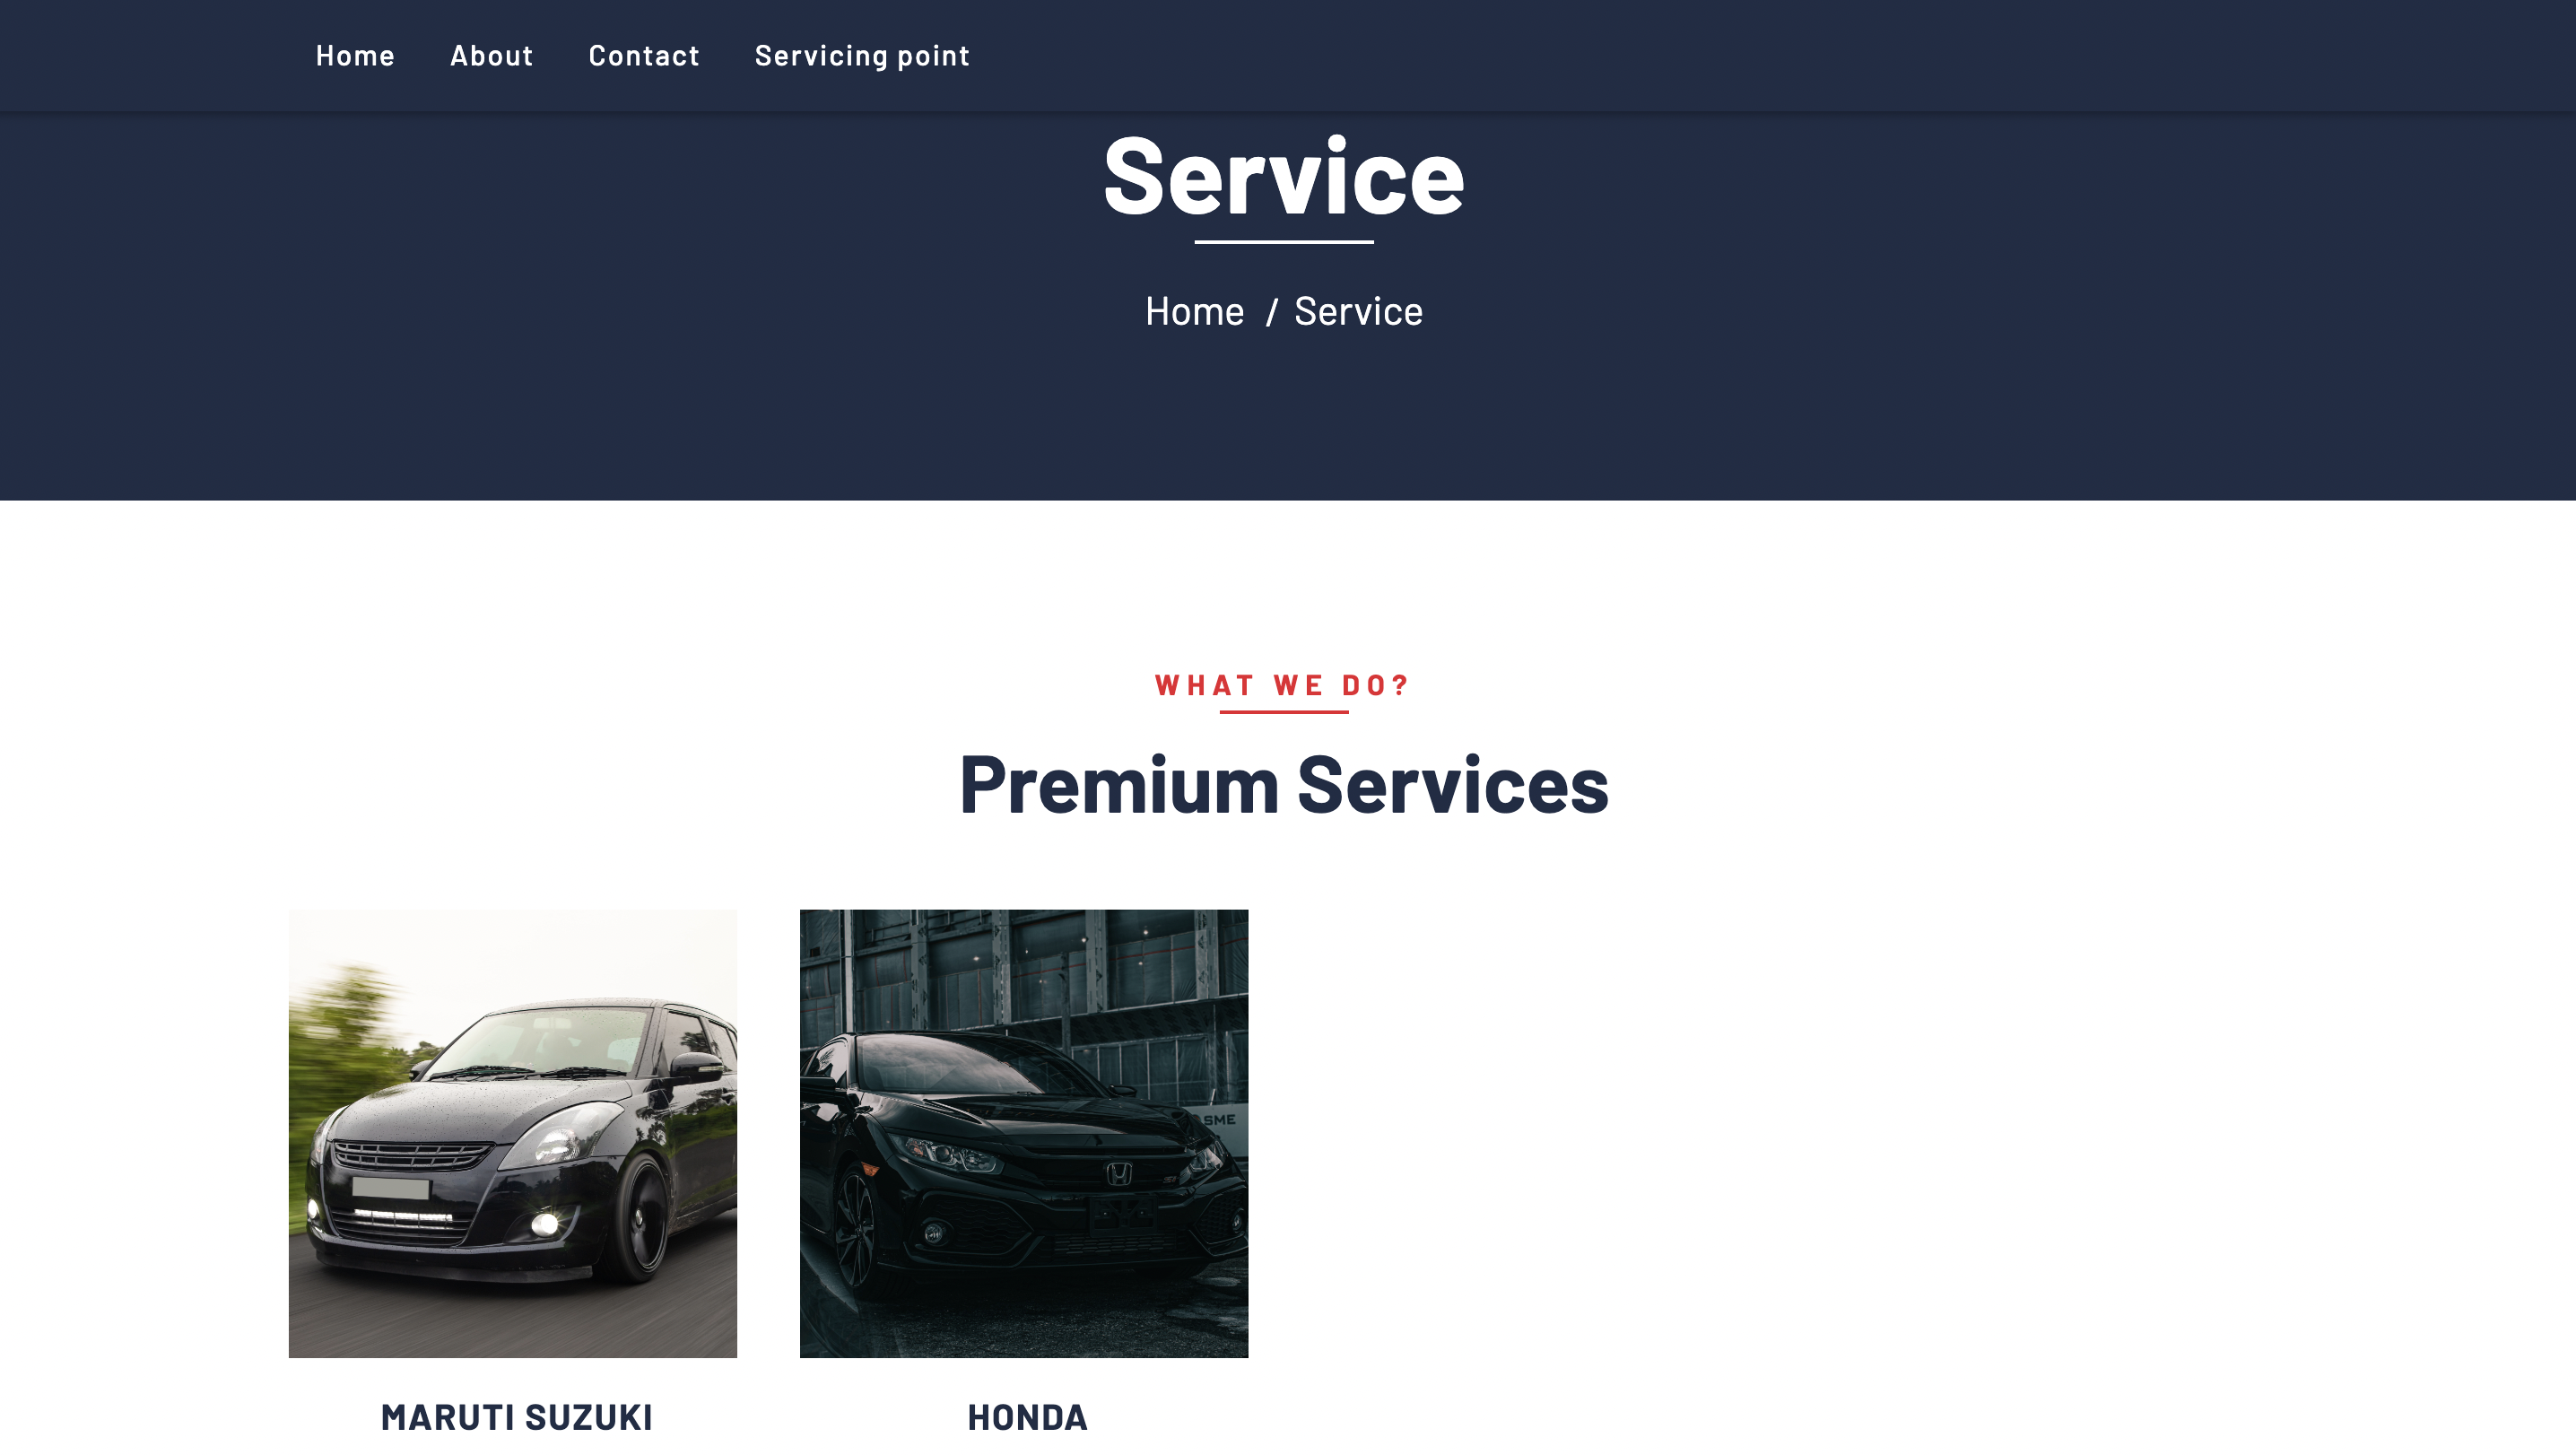 Home About Contact Servicing point
Service
Home / Service
WHAT WE DO?
Premium Services
SME
MARUTI SUZUKI
HONDA